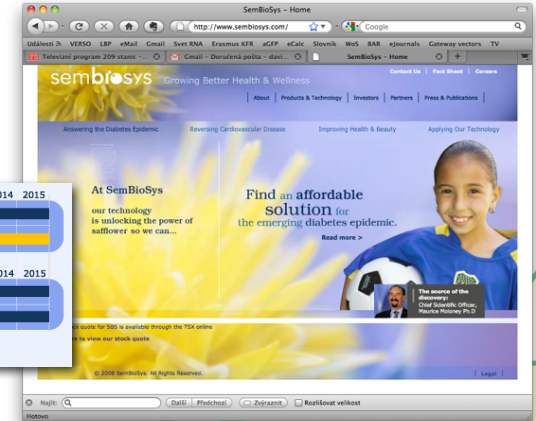 SemBioSys - Home
http://www.sembiosys.com/
Google
Události VERSO LBP eMail Gmail Svet RNA Erasmus KFR aGFP eCalc Slovník WoS BAR eJournals Gateway vectors TV
Televizní program 209 stanic -...
Gmail - Doručená pošta - davi...
SemBioSys - Home
sembiosys Growing Better Health & Wellness
Contact Us | Fact Sheet | Careers
About | Products & Technology | Investors | Partners | Press & Publications |
Answering the Diabetes Epidemic
Reversing Cardiovascular Disease
Improving Health & Beauty
Applying Our Technology
At SemBioSys
our technology
is unlocking the power of
safflower so we can...
Find an affordable
solution for
the emerging diabetes epidemic.
Read more >
The source of the
discovery:
Chief Scientific Officer,
Maurice Moloney Ph.D
2014 2015
2014 2015
quote for SBS is available through the TSX online
to view our stock quote
© 2008 SemBioSys. All Rights Reserved.
| Legal |
Najít:
Další Předchozí Zvýraznit Rozlišovat velikost
Hotovo